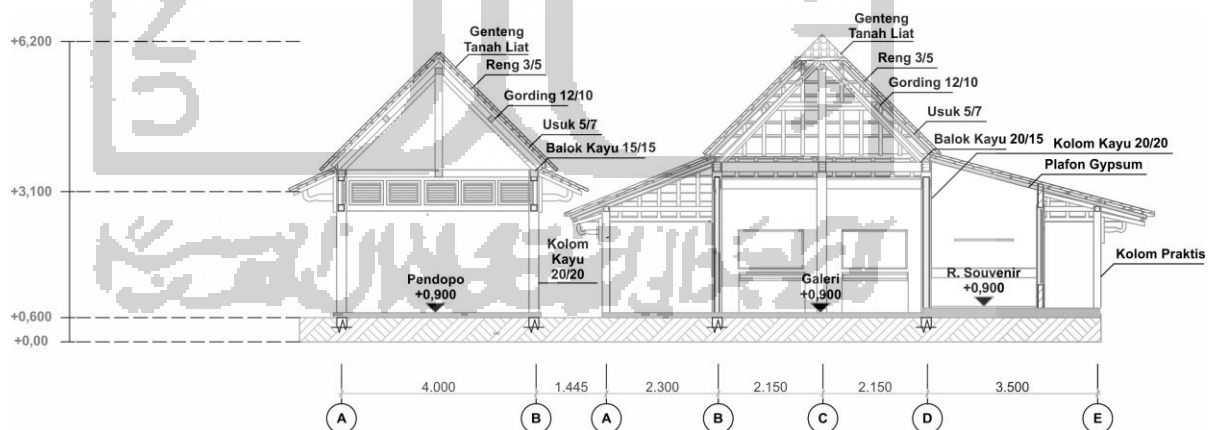 +6,200
+3,100
+0,600
+0,00
Genteng
Tanah Liat
Reng 3/5
Gording 12/10
Usuk 5/7
Balok Kayu 15/15
Kolom
Kayu
20/20
Pendopo
+0,900
Genteng
Tanah Liat
Reng 3/5
Gording 12/10
Usuk 5/7
Balok Kayu 20/15
Kolom Kayu 20/20
Plafon Gypsum
Kolom Praktis
Galeri
+0,900
R. Souvenir
+0,900
4.000 1.445 2.300 2.150 2.150 3.500
A B A B C D E